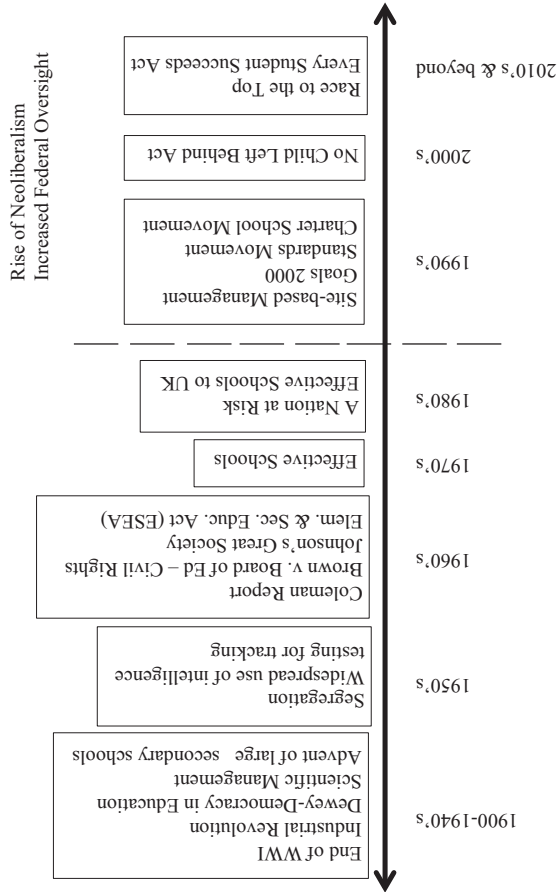 1900-1940's
End of WWI
Industrial Revolution
Dewey-Democracy in Education
Scientific Management
Advent of large secondary schools
1950's
Segregation
Widespread use of intelligence
testing for tracking
1960's
Coleman Report
Brown v. Board of Ed – Civil Rights
Johnson's Great Society
Elem. & Sec. Educ. Act (ESEA)
1970's
Effective Schools
1980's
A Nation at Risk
Effective Schools to UK
1990's
Site-based Management
Goals 2000
Standards Movement
Charter School Movement
2000's
No Child Left Behind Act
2010's & beyond
Race to the Top
Every Student Succeeds Act
Rise of Neoliberalism
Increased Federal Oversight